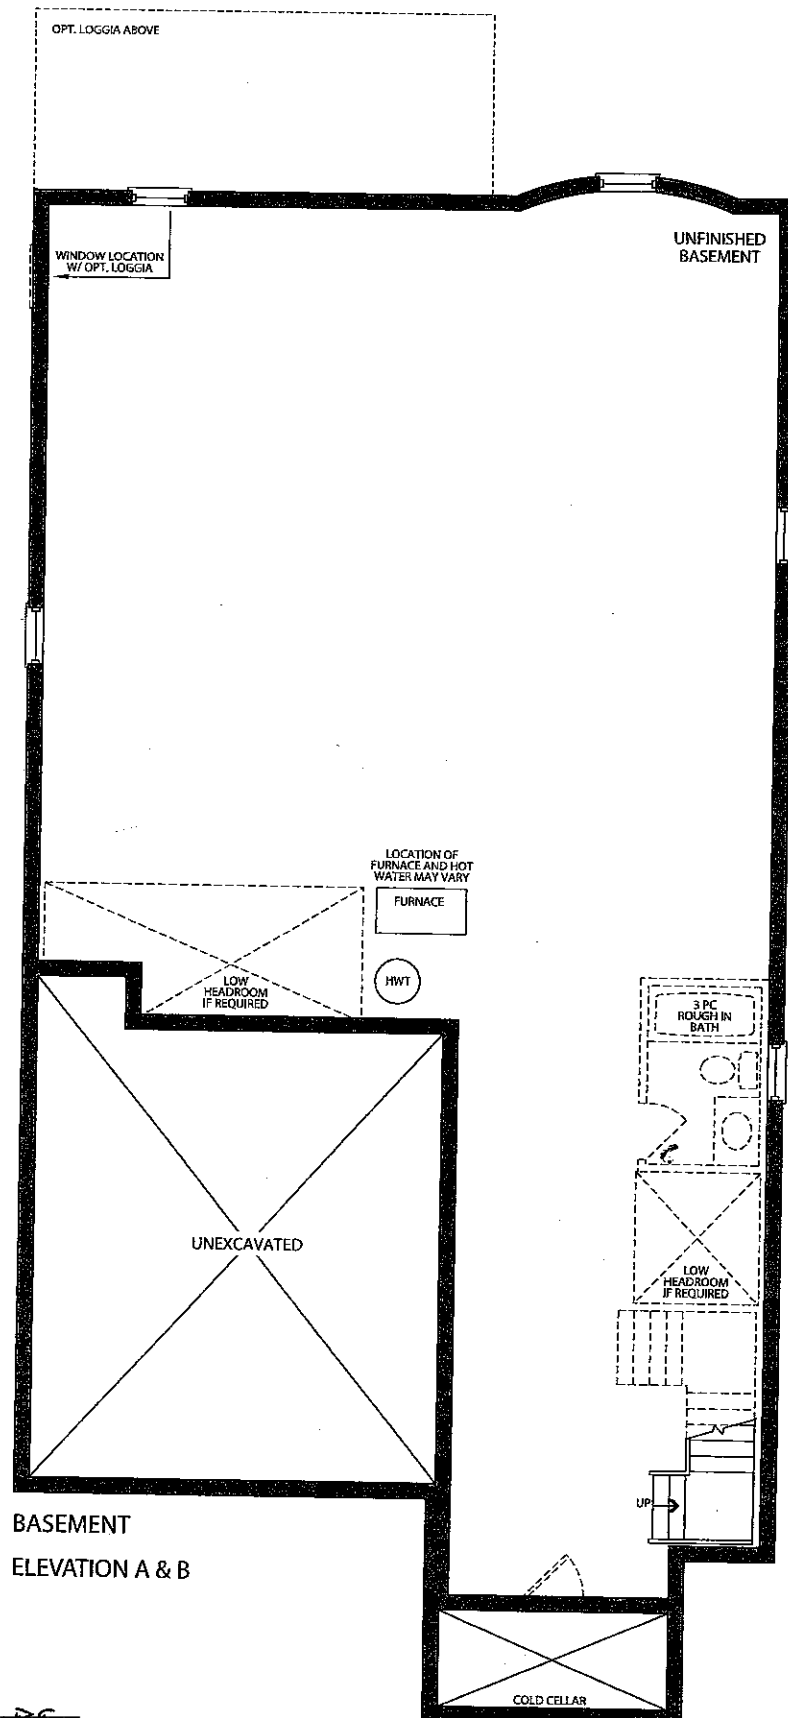 OPT. LOGGIA ABOVE
UNFINISHED
BASEMENT
WINDOW LOCATION
W/ OPT. LOGGIA
LOCATION OF
FURNACE AND HOT
WATER MAY VARY
FURNACE
LOW
HEADROOM
IF REQUIRED
HWT
3 PC
ROUGH IN
BATH
UNEXCAVATED
LOW
HEADROOM
IF REQUIRED
UP
BASEMENT
ELEVATION A & B
COLD CELLAR